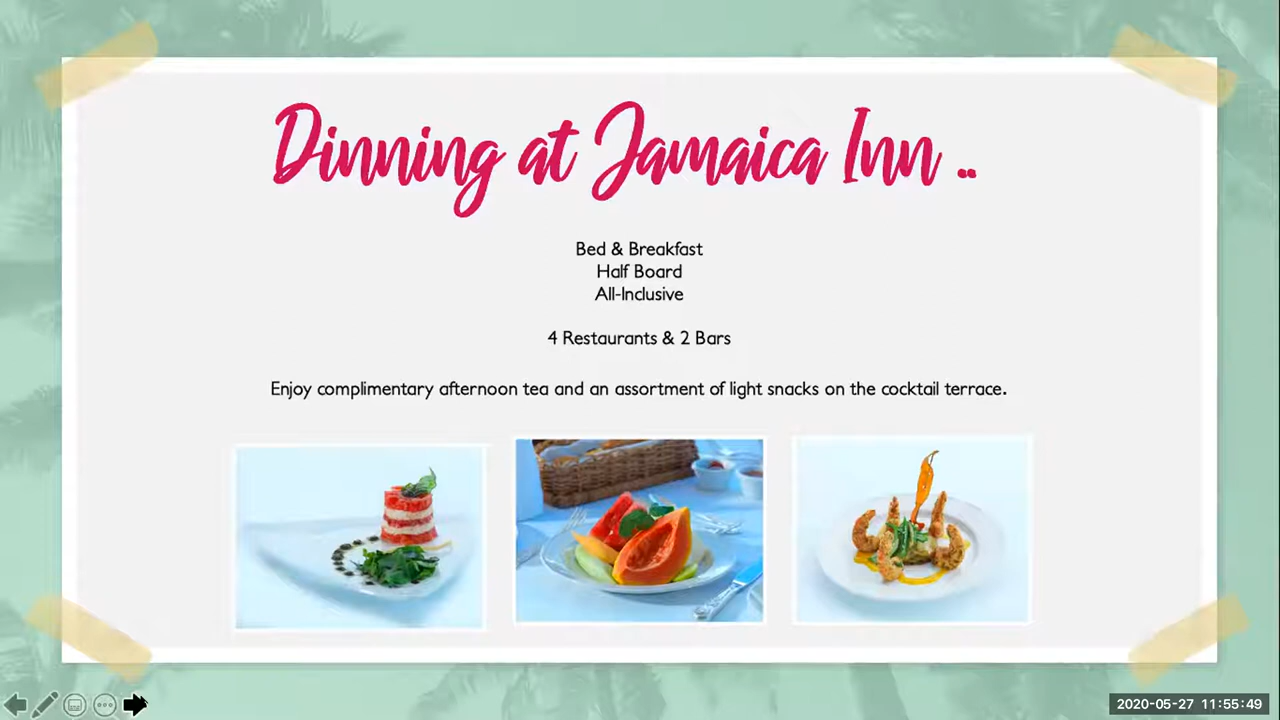 Dinning at Jamaica Inn ..
Bed & Breakfast
Half Board
All-Inclusive
4 Restaurants & 2 Bars
Enjoy complimentary afternoon tea and an assortment of light snacks on the cocktail terrace.
2020-05-27 11:55:49